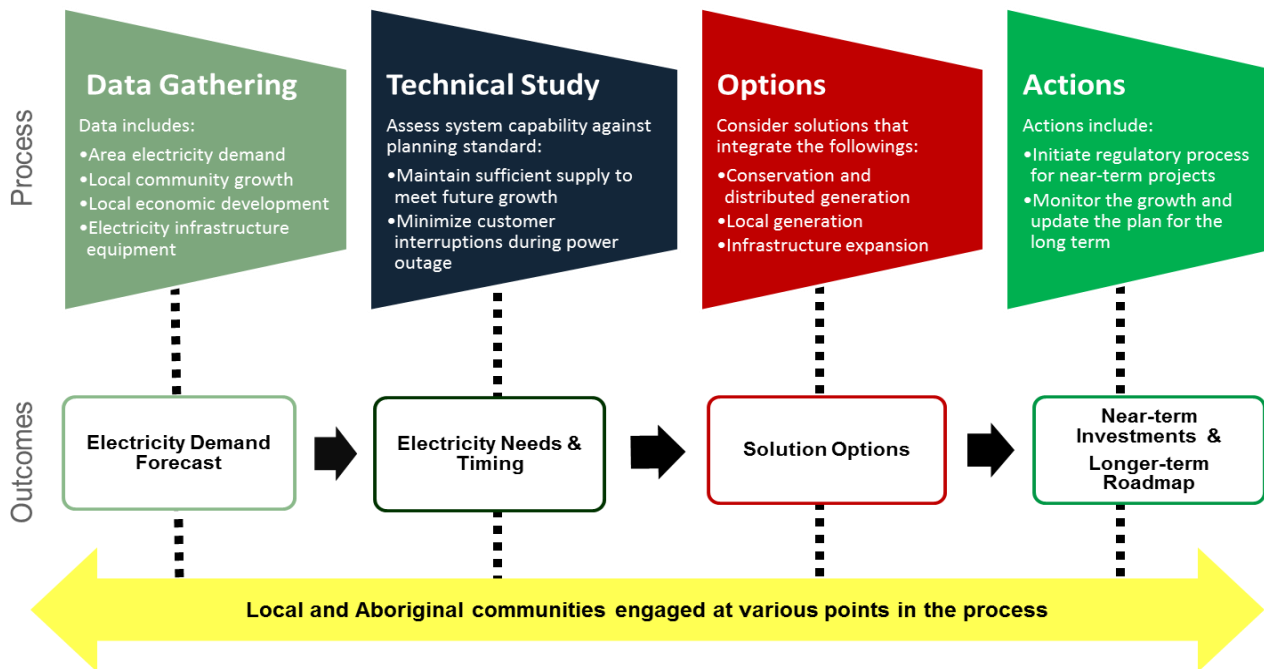 Process
Data Gathering
Data includes:
•Area electricity demand
•Local community growth
•Local economic development
•Electricity infrastructure
equipment
Technical Study
Assess system capability against
planning standard:
•Maintain sufficient supply to
meet future growth
•Minimize customer
interruptions during power
outage
Options
Consider solutions that
integrate the followings:
•Conservation and
distributed generation
•Local generation
•Infrastructure expansion
Actions
Actions include:
•Initiate regulatory process
for near-term projects
•Monitor the growth and
update the plan for the
long term
Outcomes
Electricity Demand
Forecast
Electricity Needs &
Timing
Solution Options
Near-term
Investments &
Longer-term
Roadmap
Local and Aboriginal communities engaged at various points in the process